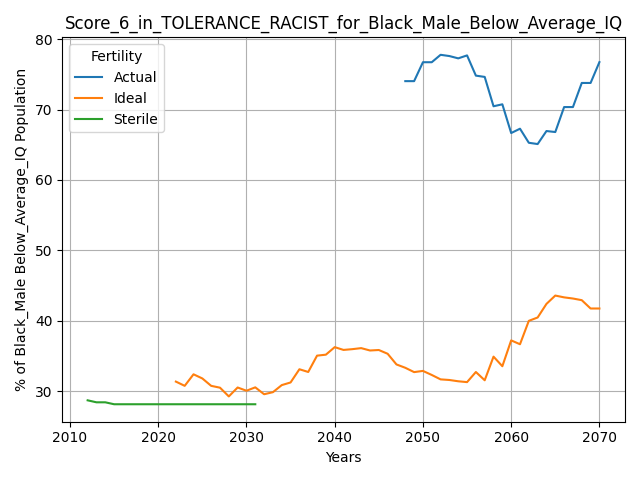 Score_6_in_TOLERANCE_RACIST_for_Black_Male_Below_Average_IQ
Fertility
Actual
Ideal
Sterile
% of Black_Male Below_Average_IQ Population
80
70
60
50
40
30
2010 2020 2030 2040 2050 2060 2070
Years